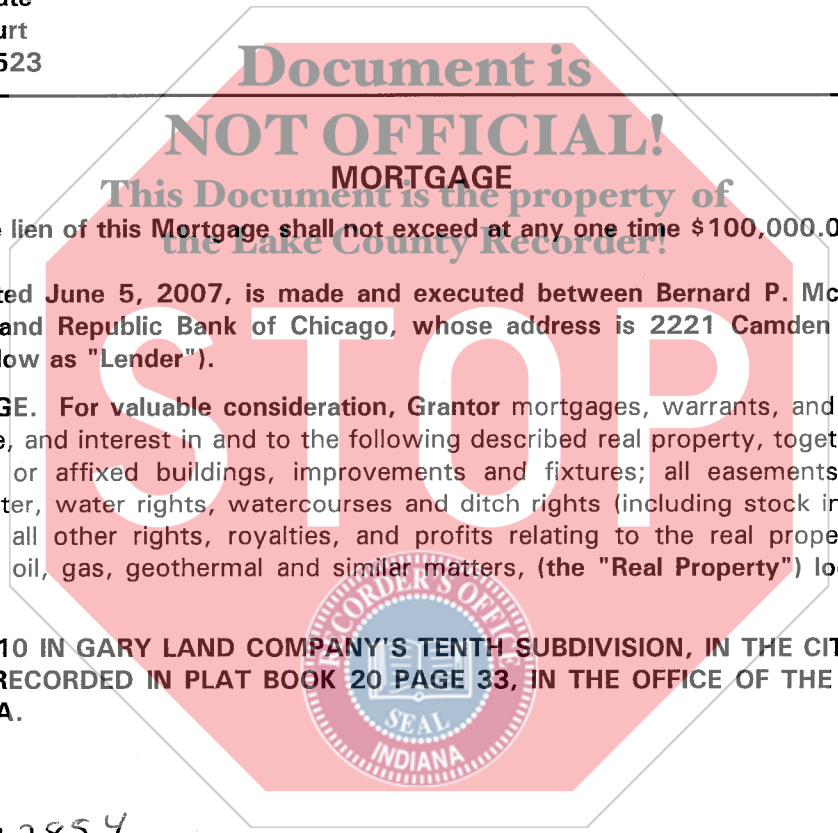 urt
523
Document is
NOT OFFICIAL!
MORTGAGE
This Document is the property of
lien of this Mortgage shall not exceed at any one time $100,000.0
the Lake County Recorder!
ted June 5, 2007, is made and executed between Bernard P. Mc
and Republic Bank of Chicago, whose address is 2221 Camden
low as "Lender").
STOP
GE. For valuable consideration, Grantor mortgages, warrants, and
e, and interest in and to the following described real property, toget
or affixed buildings, improvements and fixtures; all easements
ter, water rights, watercourses and ditch rights (including stock in
all other rights, royalties, and profits relating to the real prope
oil, gas, geothermal and similar matters, (the "Real Property") lo
RECORDER'S OFFICE
10 IN GARY LAND COMPANY'S TENTH SUBDIVISION, IN THE CIT
RECORDED IN PLAT BOOK 20 PAGE 33, IN THE OFFICE OF THE
A.
SEAL
INDIANA